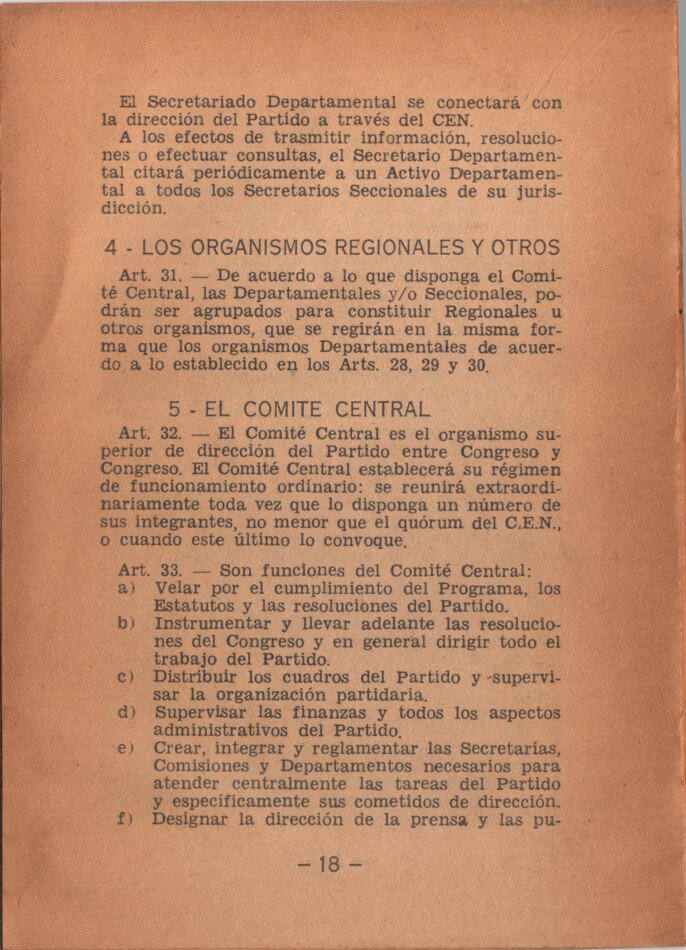 El Secretariado Departamental se conectará con
la dirección del Partido a través del CEN.
A los efectos de trasmitir información, resolucio-
nes o efectuar consultas, el Secretario Departamen-
tal citará periódicamente a un Activo Departamen-
tal a todos los Secretarios Seccionales de su juris-
dicción.
4 - LOS ORGANISMOS REGIONALES Y OTROS
Art. 31. — De acuerdo a lo que disponga el Comi-
té Central, las Departamentales y/o Seccionales, po-
drán ser agrupados para constituir Regionales u
otros organismos, que se regirán en la misma for-
ma que los organismos Departamentales de acuer-
do a lo establecido en los Arts. 28, 29 y 30.
5 - EL COMITE CENTRAL
Art. 32. — El Comité Central es el organismo su-
perior de dirección del Partido entre Congreso y
Congreso. El Comité Central establecerá su régimen
de funcionamiento ordinario: se reunirá extraordi-
nariamente toda vez que lo disponga un número de
sus integrantes, no menor que el quórum del C.E.N.,
o cuando este último lo convoque.
Art. 33. — Son funciones del Comité Central:
a) Velar por el cumplimiento del Programa, los
Estatutos y las resoluciones del Partido.
b) Instrumentar y llevar adelante las resolucio-
nes del Congreso y en general dirigir todo el
trabajo del Partido.
c) Distribuir los cuadros del Partido y supervi-
sar la organización partidaria.
d) Supervisar las finanzas y todos los aspectos
administrativos del Partido.
e) Crear, integrar y reglamentar las Secretarías,
Comisiones y Departamentos necesarios para
atender centralmente las tareas del Partido
y específicamente sus cometidos de dirección.
f) Designar la dirección de la prensa y las pu-
– 18 –